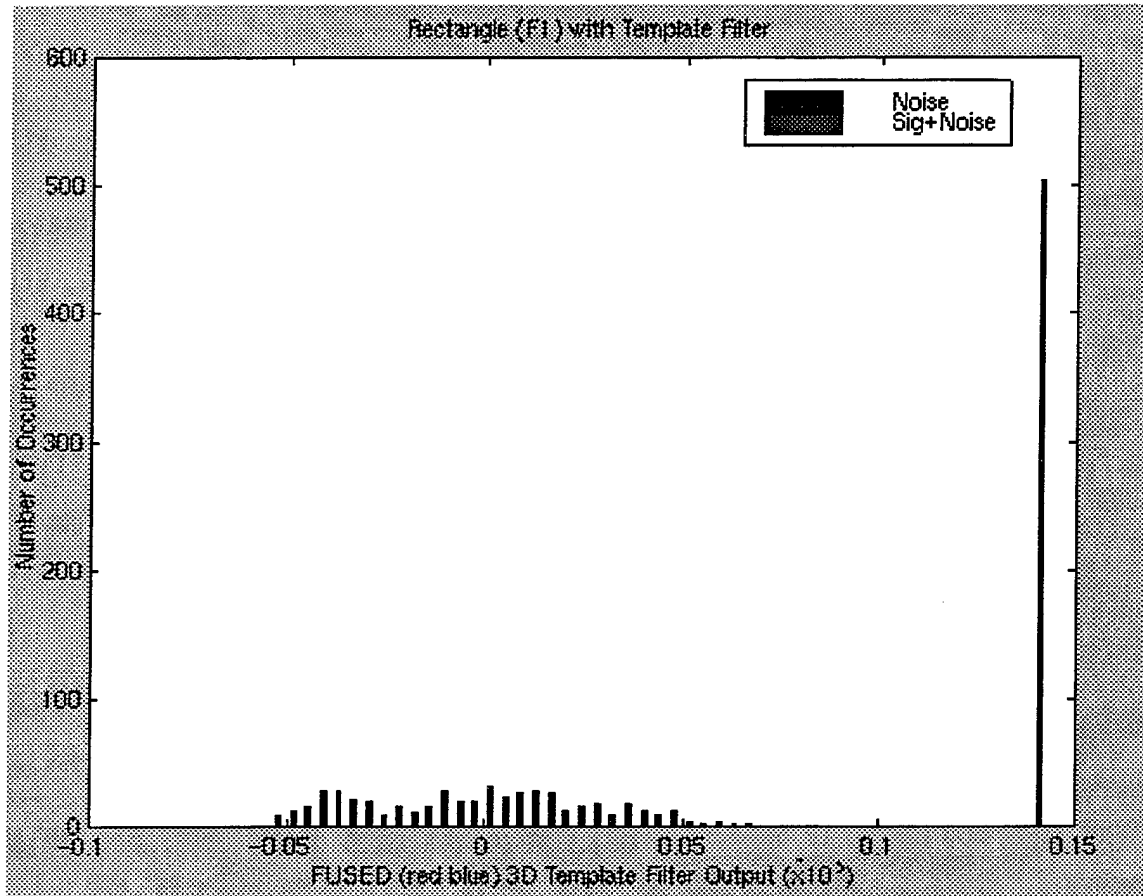 Rectangle (F1) with Template Filter
600
500
400
300
200
100
0
Number of Occurrences
Noise
Sig+Noise
-0.1
-0.05
0
0.05
0.1
0.15
FUSED (red blue) 3D Template Filter Output